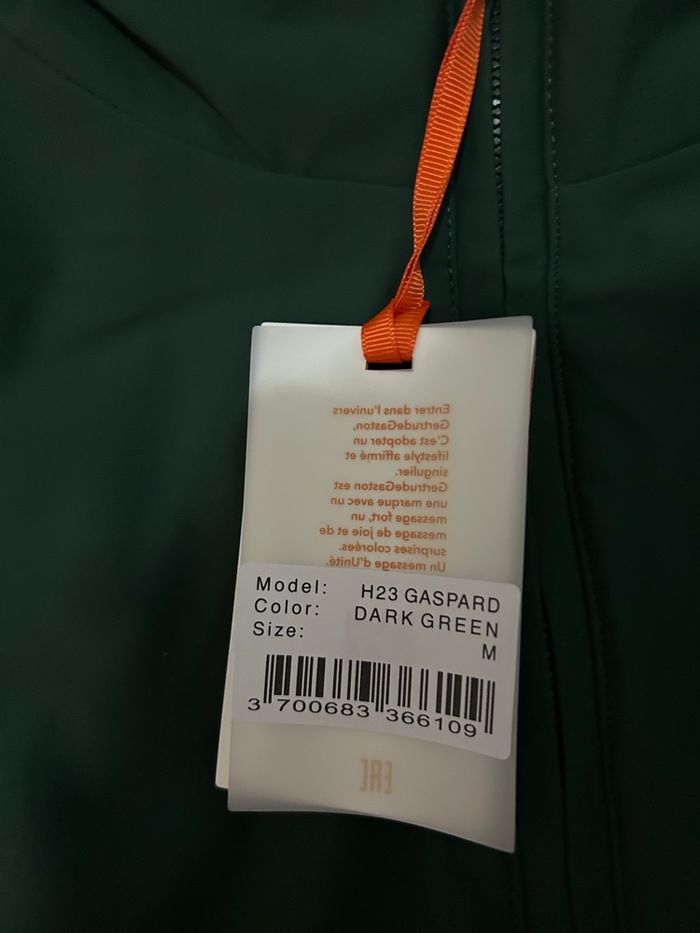 Entrer dans l'univers
GertrudeGaston,
C'est adopter un
lifestyle affirmé et
singulier.
GertrudeGaston est
une marque avec un
message fort, un
message de joie et de
surprises colorées.
Un message d'Unité.
Model: H23 GASPARD
Color: DARK GREEN
Size: M
3 700683 366109
EAC